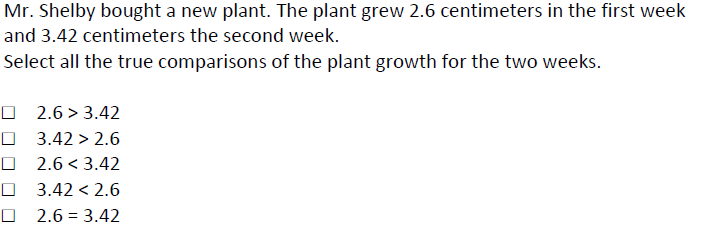 Mr. Shelby bought a new plant. The plant grew 2.6 centimeters in the first week
and 3.42 centimeters the second week.
Select all the true comparisons of the plant growth for the two weeks.
☐ 2.6 > 3.42
☐ 3.42 > 2.6
☐ 2.6 < 3.42
☐ 3.42 < 2.6
☐ 2.6 = 3.42